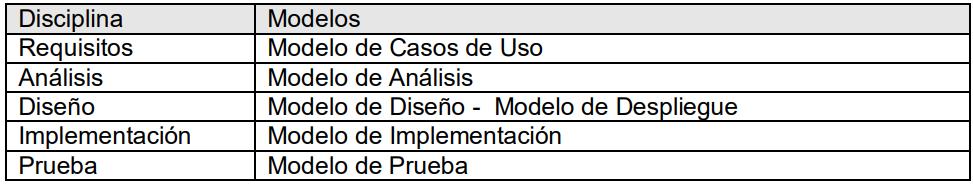 Disciplina Modelos
Requisitos Modelo de Casos de Uso
Análisis Modelo de Análisis
Diseño Modelo de Diseño - Modelo de Despliegue
Implementación Modelo de Implementación
Prueba Modelo de Prueba